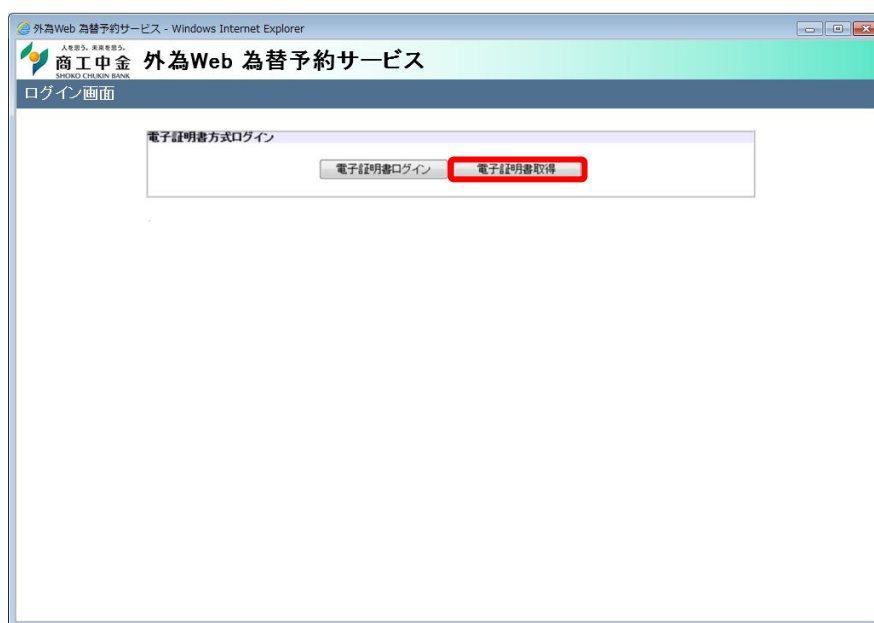 外為Web 為替予約サービス - Windows Internet Explorer
人を思う。未来を思う。
商工中金
SHOKO CHUKIN BANK
外為Web 為替予約サービス
ログイン画面
電子証明書方式ログイン
電子証明書ログイン
電子証明書取得